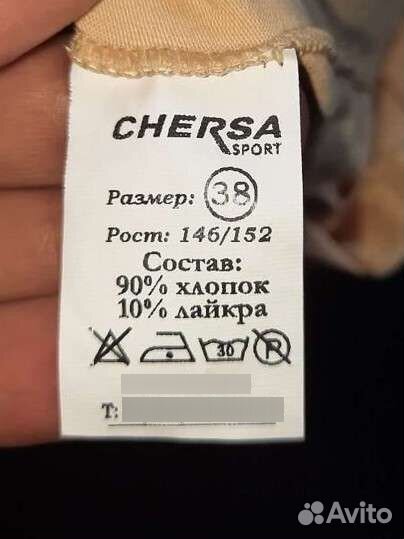 CHERSA
SPORT
Размер: 38
Рост: 146/152
Состав:
90% хлопок
10% лайкра
30 P
Т:
Avito